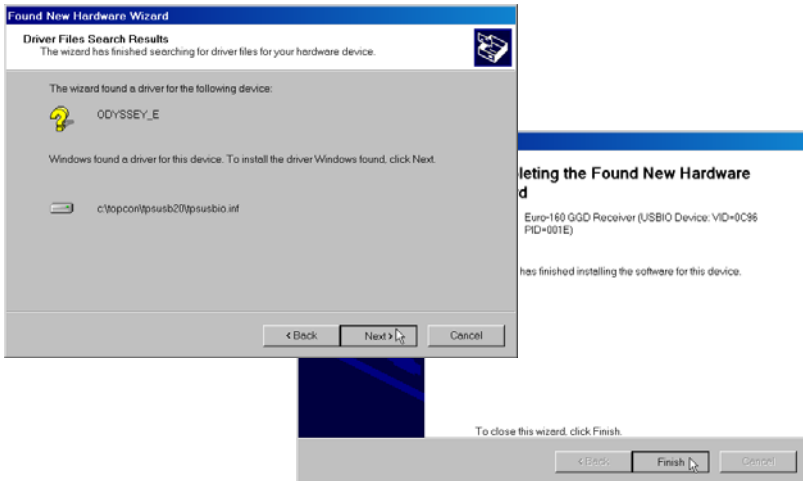 Found New Hardware Wizard
Driver Files Search Results
The wizard has finished searching for driver files for your hardware device.
The wizard found a driver for the following device:
ODYSSEY_E
Windows found a driver for this device. To install the driver Windows found, click Next.
c:\topcon\tpsusb20\tpsusbio.inf
< Back
Next >
Cancel
leting the Found New Hardware
d
Euro-160 GGD Receiver (USBIO Device: VID=0C96
PID=001E)
has finished installing the software for this device.
To close this wizard, click Finish.
< Back
Finish
Cancel